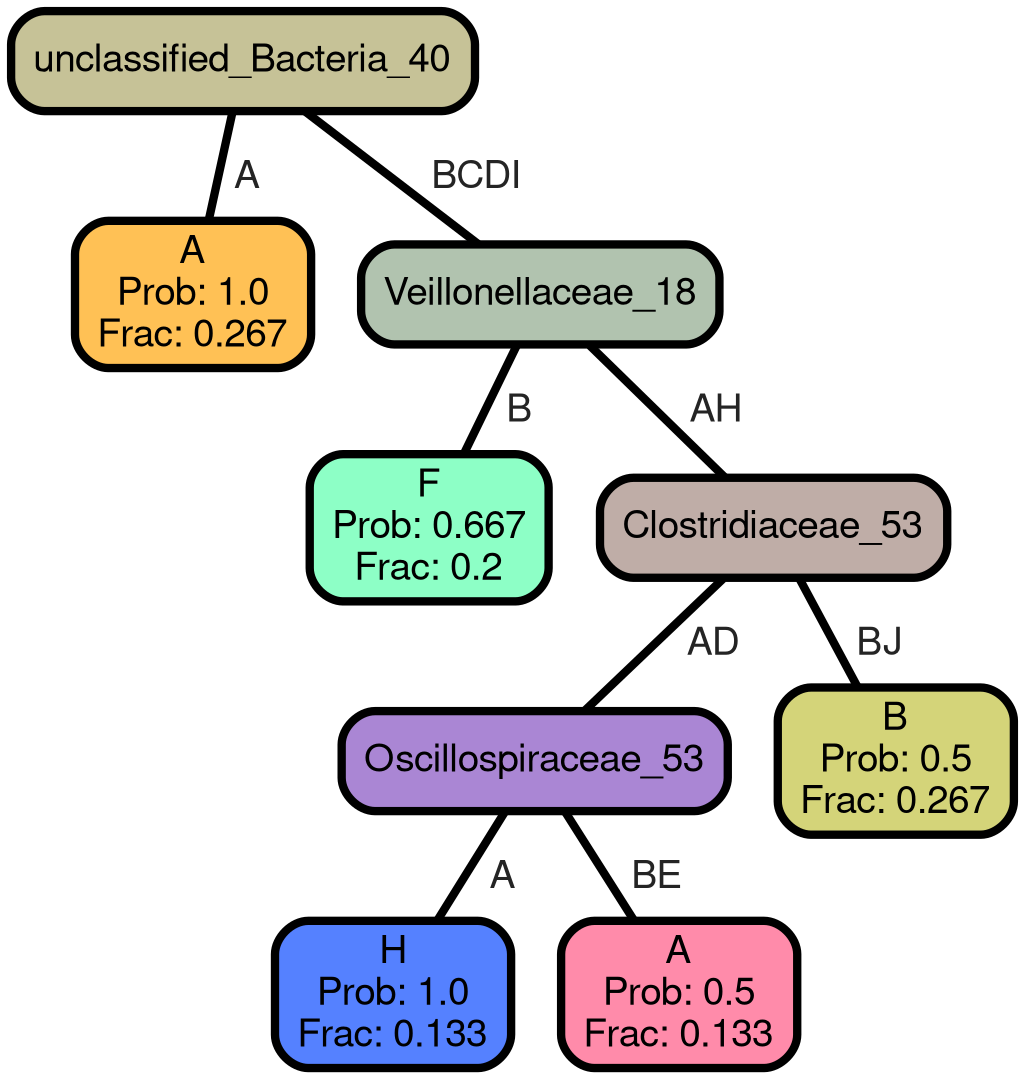 unclassified_Bacteria_40
A
BCDI
A
Prob: 1.0
Frac: 0.267
Veillonellaceae_18
B
AH
F
Prob: 0.667
Frac: 0.2
Clostridiaceae_53
AD
BJ
B
Prob: 0.5
Frac: 0.267
Oscillospiraceae_53
A
BE
H
Prob: 1.0
Frac: 0.133
A
Prob: 0.5
Frac: 0.133